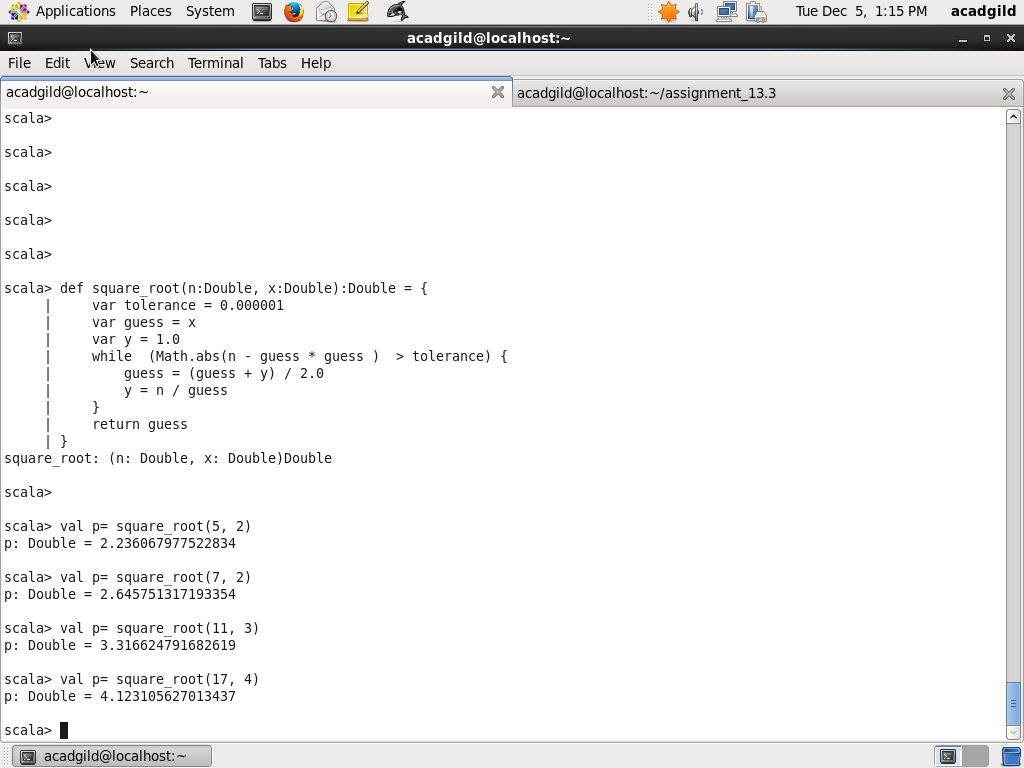 Applications Places System Tue Dec 5, 1:15 PM acadgild
acadgild@localhost:~
File Edit View Search Terminal Tabs Help
acadgild@localhost:~ acadgild@localhost:~/assignment_13.3
scala>
scala>
scala>
scala>
scala>
scala> def square_root(n:Double, x:Double):Double = {
     |     var tolerance = 0.000001
     |     var guess = x
     |     var y = 1.0
     |     while  (Math.abs(n - guess * guess )  > tolerance) {
     |         guess = (guess + y) / 2.0
     |         y = n / guess
     |     }
     |     return guess
     | }
square_root: (n: Double, x: Double)Double
scala>
scala> val p= square_root(5, 2)
p: Double = 2.236067977522834
scala> val p= square_root(7, 2)
p: Double = 2.645751317193354
scala> val p= square_root(11, 3)
p: Double = 3.316624791682619
scala> val p= square_root(17, 4)
p: Double = 4.123105627013437
scala>
acadgild@localhost:~